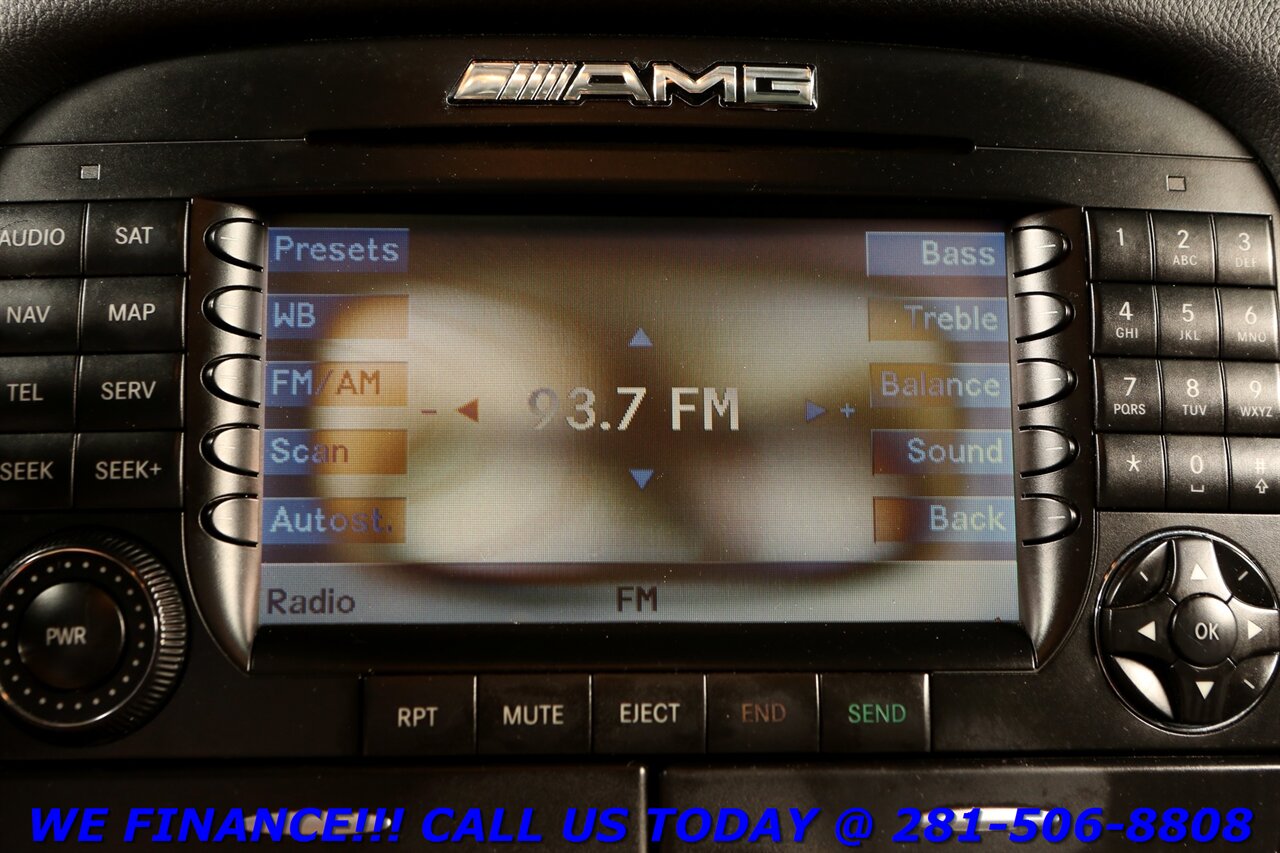 AMG
AUDIO SAT
NAV MAP
TEL SERV
SEEK SEEK+
PWR
Presets
WB
FM/AM
Scan
Autost.
- 93.7 FM +
Bass
Treble
Balance
Sound
Back
Radio FM
1 2 ABC 3 DEF
4 GHI 5 JKL 6 MNO
7 PQRS 8 TUV 9 WXYZ
* 0 #
OK
RPT MUTE EJECT END SEND
WE FINANCE!!! CALL US TODAY @ 281-506-8808